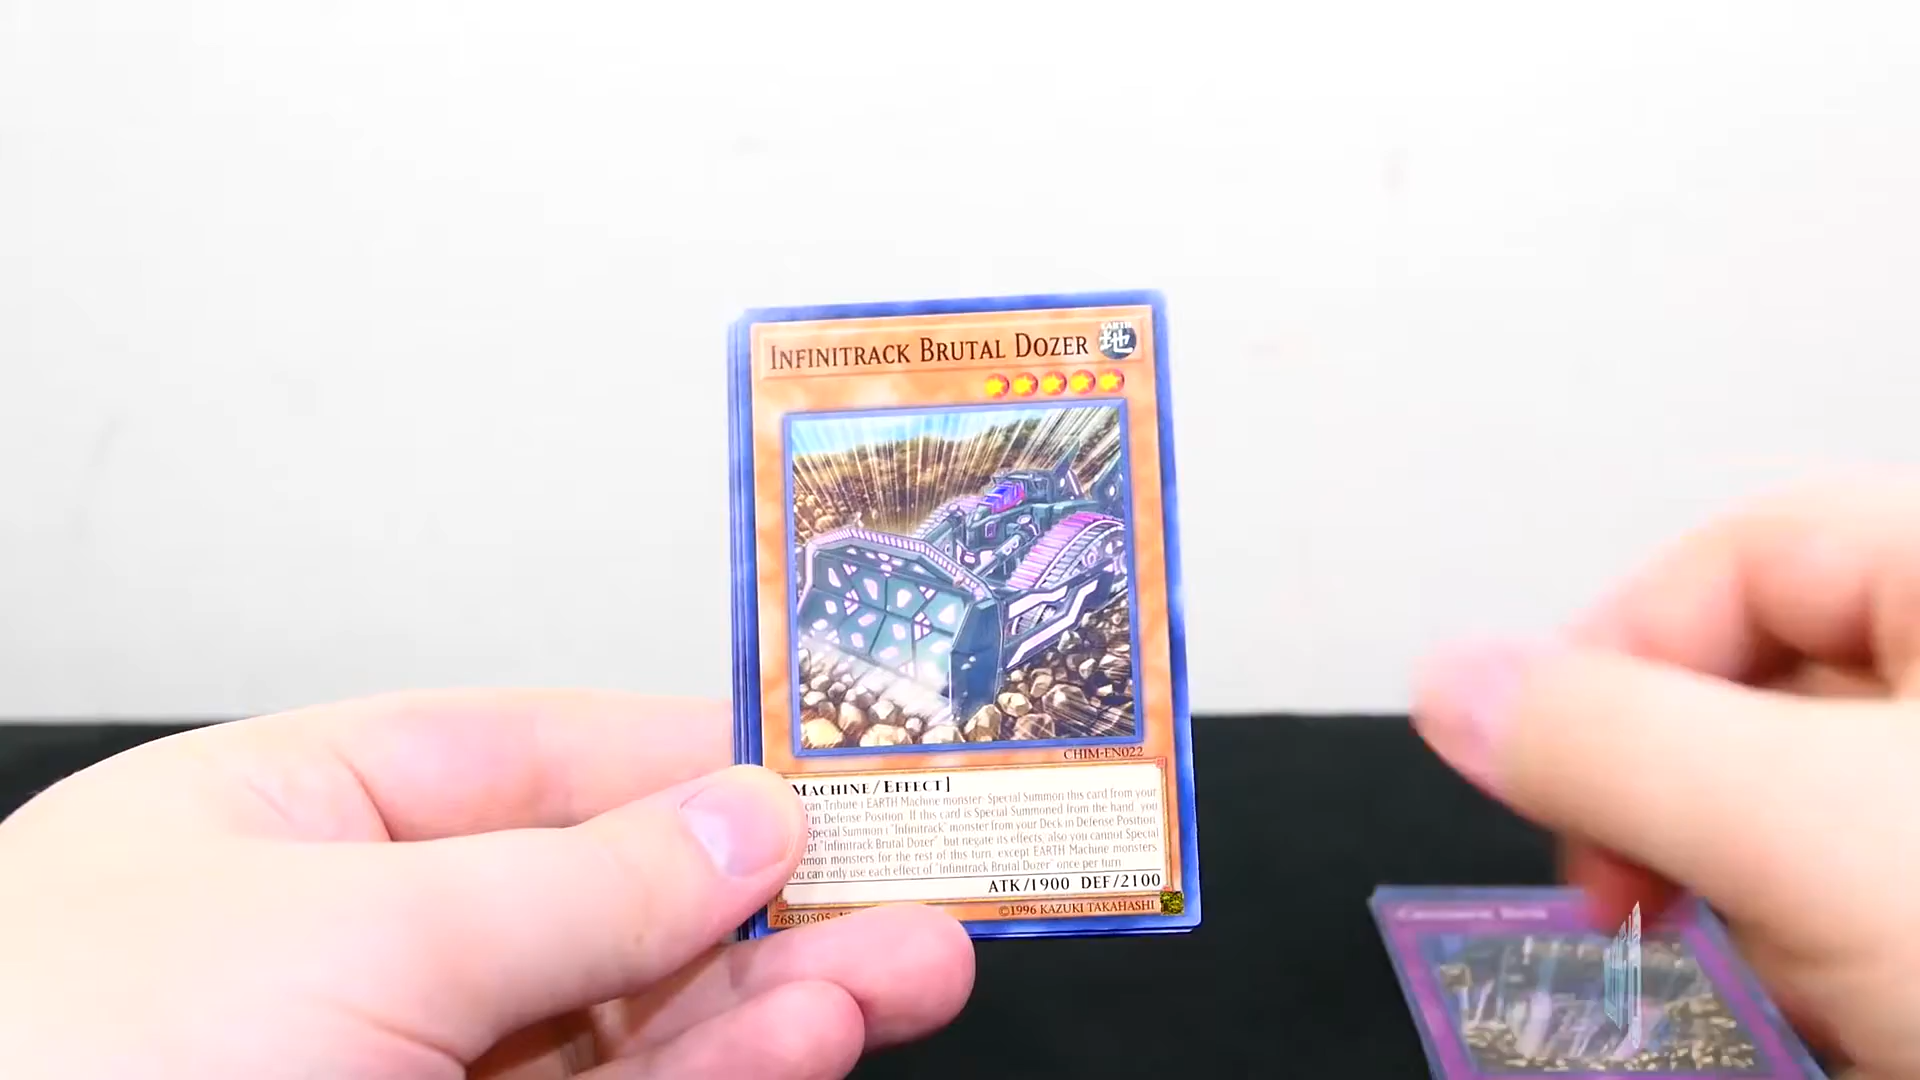 INFINITRACK BRUTAL DOZER
EARTH
地
CHIM-EN022
MACHINE/EFFECT]
can Tribute 1 EARTH Machine monster; Special Summon this card from your
in Defense Position. If this card is Special Summoned from the hand, you
Special Summon 1 "Infinitrack" monster from your Deck in Defense Position,
"Infinitrack Brutal Dozer" but negate its effects, also you cannot Special
monsters for the rest of this turn, except EARTH Machine monsters.
You can only use each effect of "Infinitrack Brutal Dozer" once per turn.
ATK/1900 DEF/2100
76830505
©1996 KAZUKI TAKAHASHI